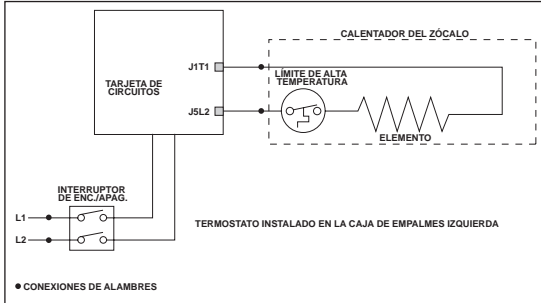 CALENTADOR DEL ZÓCALO
J1T1
TARJETA DE
CIRCUITOS
LÍMITE DE ALTA
TEMPERATURA
J5L2
ELEMENTO
INTERRUPTOR
DE ENC./APAG.
L1
TERMOSTATO INSTALADO EN LA CAJA DE EMPALMES IZQUIERDA
L2
● CONEXIONES DE ALAMBRES